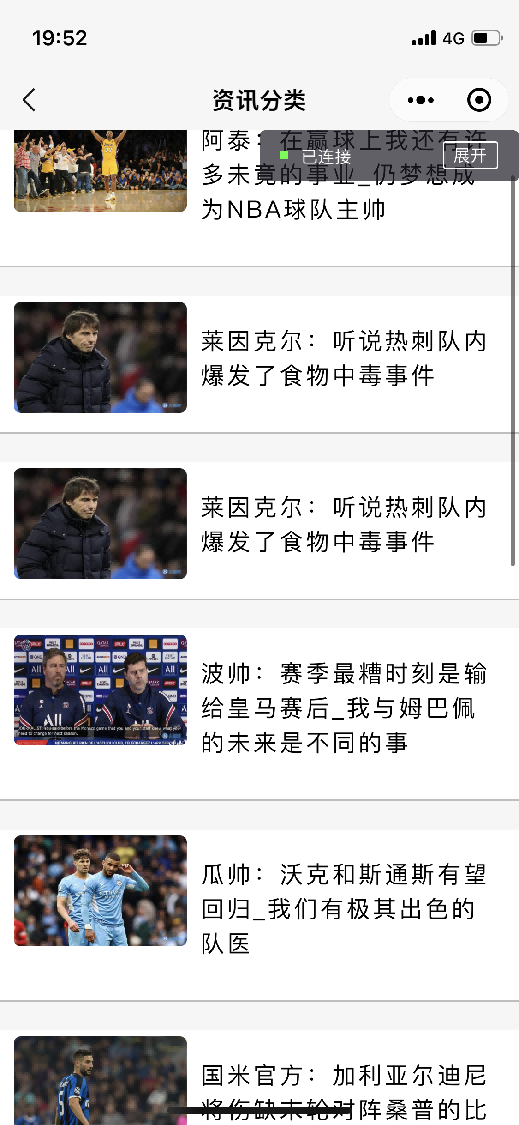 19:52
4G
资讯分类
已连接
展开
阿泰：在赢球上我还有许
多未竟的事业_仍梦想成
为NBA球队主帅
莱因克尔：听说热刺队内
爆发了食物中毒事件
莱因克尔：听说热刺队内
爆发了食物中毒事件
波帅：赛季最糟时刻是输
给皇马赛后_我与姆巴佩
的未来是不同的事
瓜帅：沃克和斯通斯有望
回归_我们有极其出色的
队医
国米官方：加利亚尔迪尼
将伤缺末轮对阵桑普的比